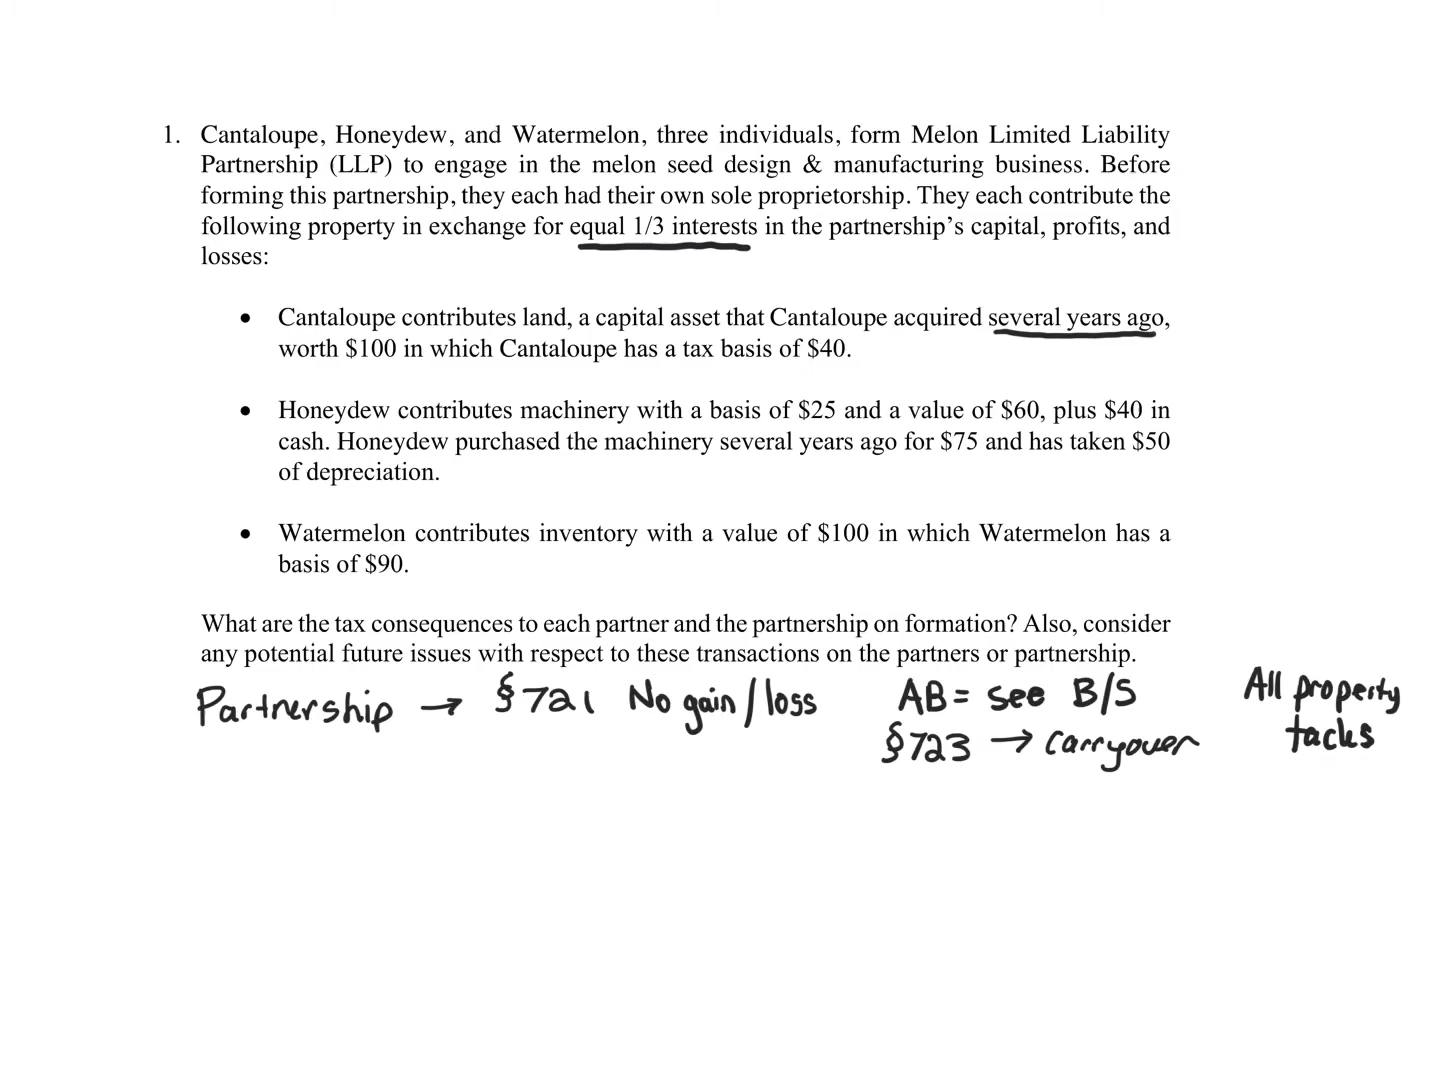 1. Cantaloupe, Honeydew, and Watermelon, three individuals, form Melon Limited Liability
Partnership (LLP) to engage in the melon seed design & manufacturing business. Before
forming this partnership, they each had their own sole proprietorship. They each contribute the
following property in exchange for equal 1/3 interests in the partnership's capital, profits, and
losses:
• Cantaloupe contributes land, a capital asset that Cantaloupe acquired several years ago,
worth $100 in which Cantaloupe has a tax basis of $40.
• Honeydew contributes machinery with a basis of $25 and a value of $60, plus $40 in
cash. Honeydew purchased the machinery several years ago for $75 and has taken $50
of depreciation.
• Watermelon contributes inventory with a value of $100 in which Watermelon has a
basis of $90.
What are the tax consequences to each partner and the partnership on formation? Also, consider
any potential future issues with respect to these transactions on the partners or partnership.
Partnership → §721 No gain/loss AB = see B/S All property
§723 → carryover tacks